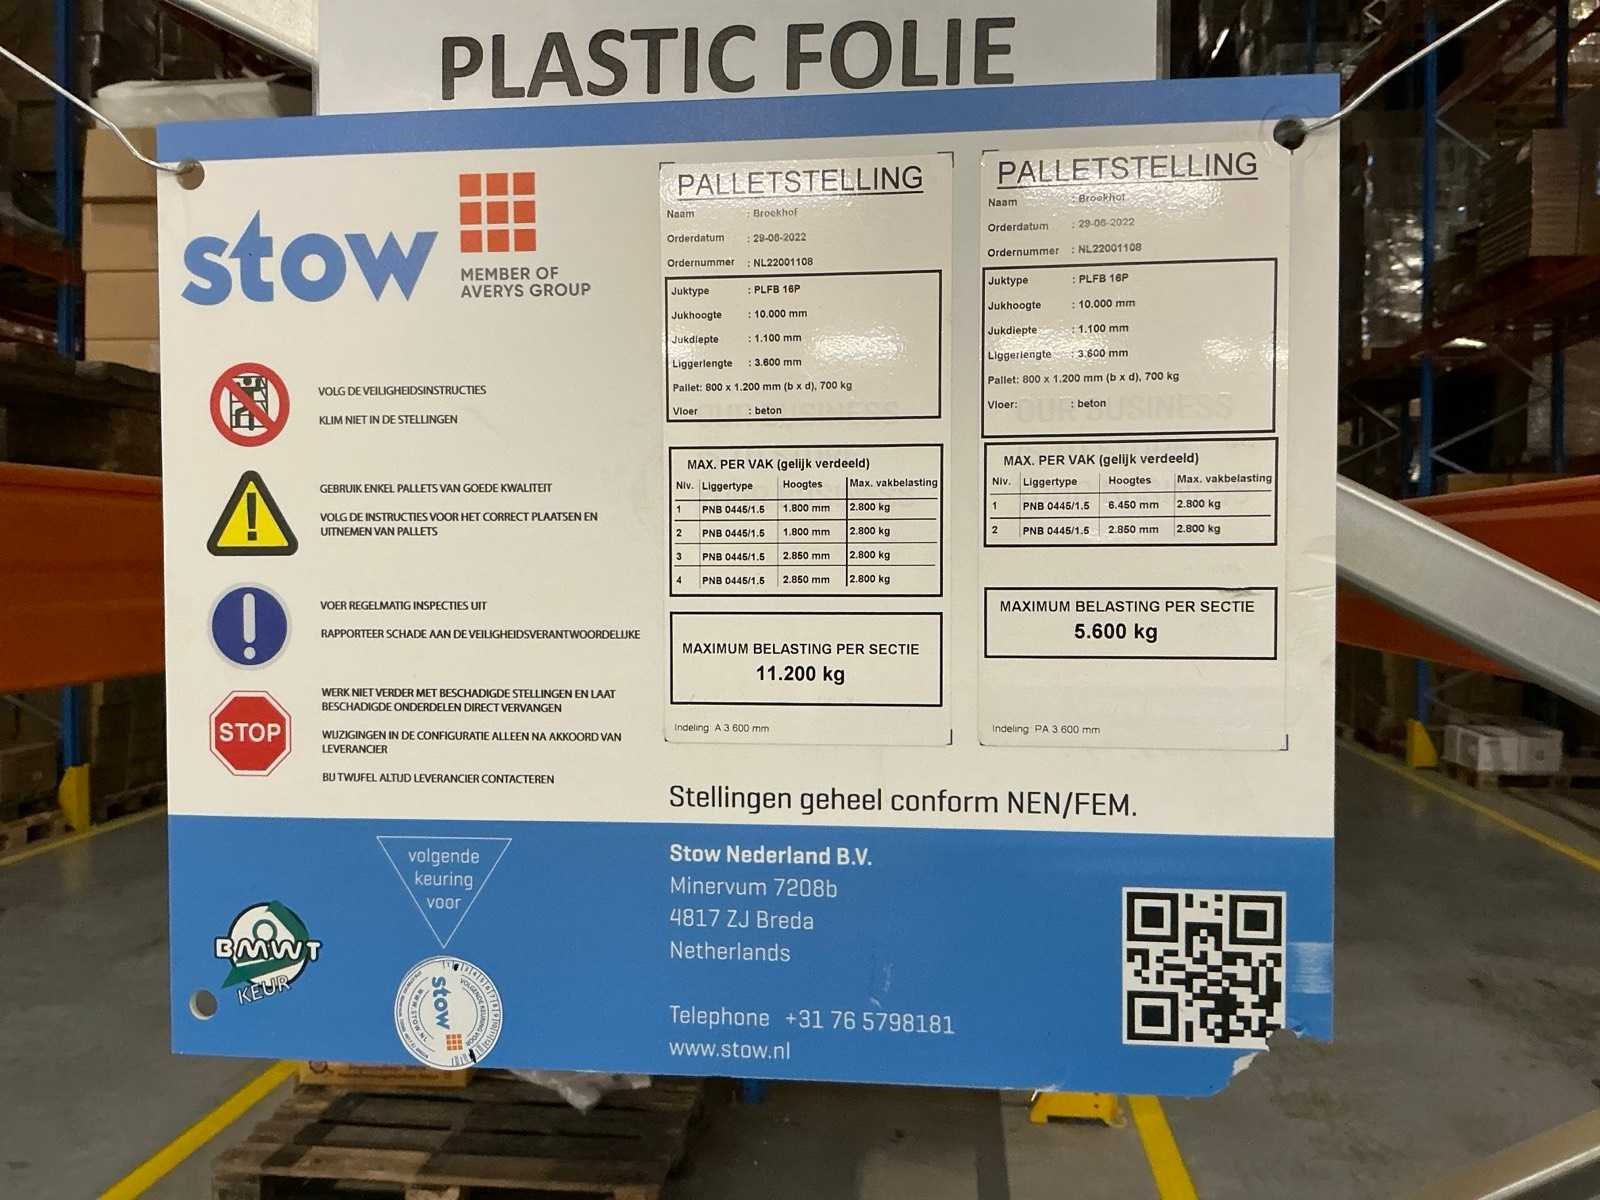 PLASTIC FOLIE
stow
MEMBER OF
AVERYS GROUP
VOLG DE VEILIGHEIDSINSTRUCTIES
KLIM NIET IN DE STELLINGEN
GEBRUIK ENKEL PALLETS VAN GOEDE KWALITEIT
VOLG DE INSTRUCTIES VOOR HET CORRECT PLAATSEN EN
UITNEMEN VAN PALLETS
VOER REGELMATIG INSPECTIES UIT
RAPPORTEER SCHADE AAN DE VEILIGHEIDSVERANTWOORDELIJKE
STOP
WERK NIET VERDER MET BESCHADIGDE STELLINGEN EN LAAT
BESCHADIGDE ONDERDELEN DIRECT VERVANGEN
WIJZIGINGEN IN DE CONFIGURATIE ALLEEN NA AKKOORD VAN
LEVERANCIER
BIJ TWIJFEL ALTIJD LEVERANCIER CONTACTEREN
PALLETSTELLING
Naam : Broekhof
Orderdatum : 29-06-2022
Ordernummer : NL22001108
Juktype : PLFB 16P
Jukhoogte : 10.000 mm
Jukdiepte : 1.100 mm
Liggerlengte : 3.600 mm
Pallet: 800 x 1.200 mm (b x d), 700 kg
Vloer : beton
MAX. PER VAK (gelijk verdeeld)
Niv. Liggertype Hoogtes Max. vakbelasting
1 PNB 0445/1.5 1.800 mm 2.800 kg
2 PNB 0445/1.5 1.800 mm 2.800 kg
3 PNB 0445/1.5 2.850 mm 2.800 kg
4 PNB 0445/1.5 2.850 mm 2.800 kg
MAXIMUM BELASTING PER SECTIE
11.200 kg
Indeling: A 3.600 mm
PALLETSTELLING
Naam : Broekhof
Orderdatum : 29-06-2022
Ordernummer : NL22001108
Juktype : PLFB 16P
Jukhoogte : 10.000 mm
Jukdiepte : 1.100 mm
Liggerlengte : 3.600 mm
Pallet: 800 x 1.200 mm (b x d), 700 kg
Vloer: : beton
OUR BUSINESS
MAX. PER VAK (gelijk verdeeld)
Niv. Liggertype Hoogtes Max. vakbelasting
1 PNB 0445/1.5 6.450 mm 2.800 kg
2 PNB 0445/1.5 2.850 mm 2.800 kg
MAXIMUM BELASTING PER SECTIE
5.600 kg
Indeling: PA 3.600 mm
Stellingen geheel conform NEN/FEM.
volgende
keuring
voor
BMWT
KEUR
stow
VOLGENDE KEURING VOOR
WWW.STOW.NL
Stow Nederland B.V.
Minervum 7208b
4817 ZJ Breda
Netherlands
Telephone +31 76 5798181
www.stow.nl